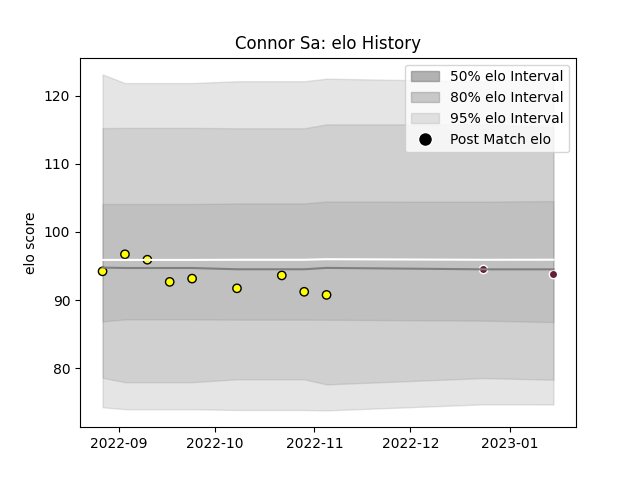 Connor Sa: elo History
50% elo Interval
80% elo Interval
95% elo Interval
Post Match elo
elo score
120
110
100
90
80
2022-09
2022-10
2022-11
2022-12
2023-01